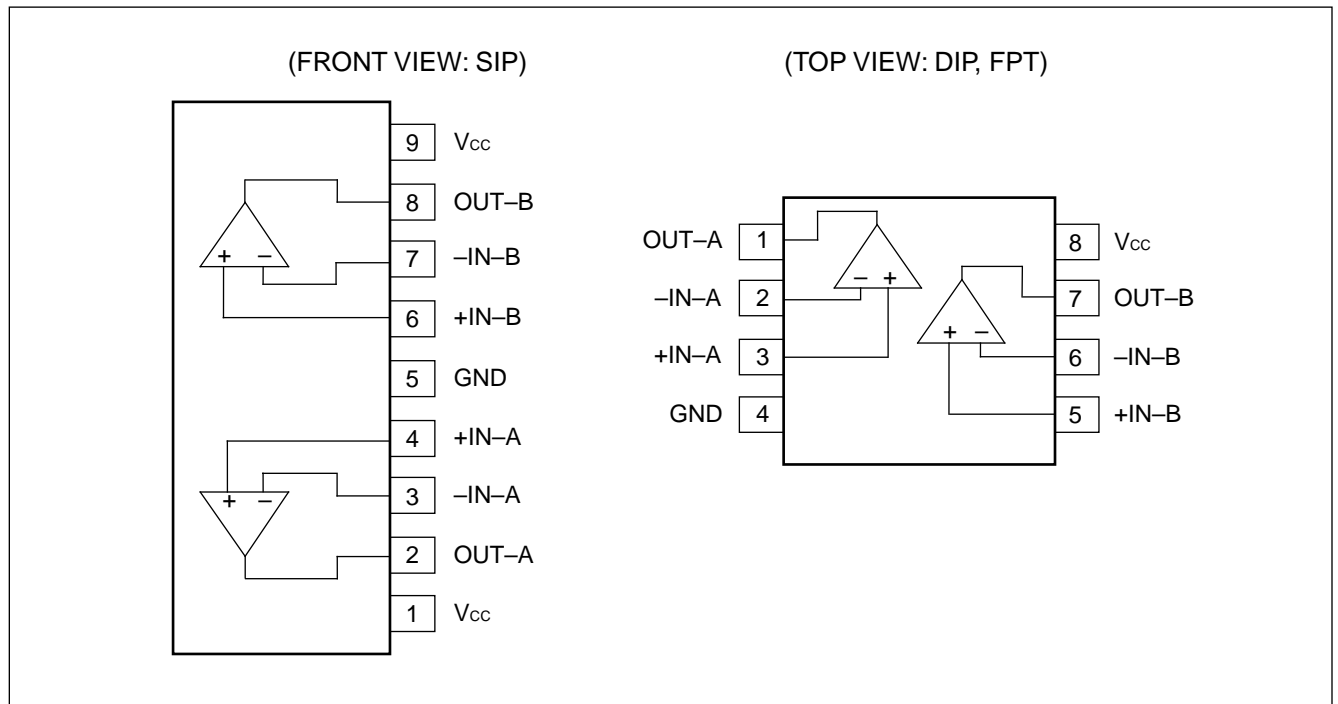 (FRONT VIEW: SIP)
9 Vcc
8 OUT–B
7 –IN–B
6 +IN–B
5 GND
4 +IN–A
3 –IN–A
2 OUT–A
1 Vcc
+ –
+ –
(TOP VIEW: DIP, FPT)
OUT–A 1
–IN–A 2
+IN–A 3
GND 4
– +
+ –
8 Vcc
7 OUT–B
6 –IN–B
5 +IN–B